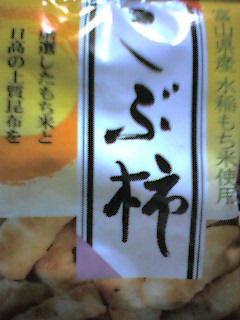 富山県産 水稲もち米使用
こぶ柿
厳選したもち米と
日高の上質昆布を